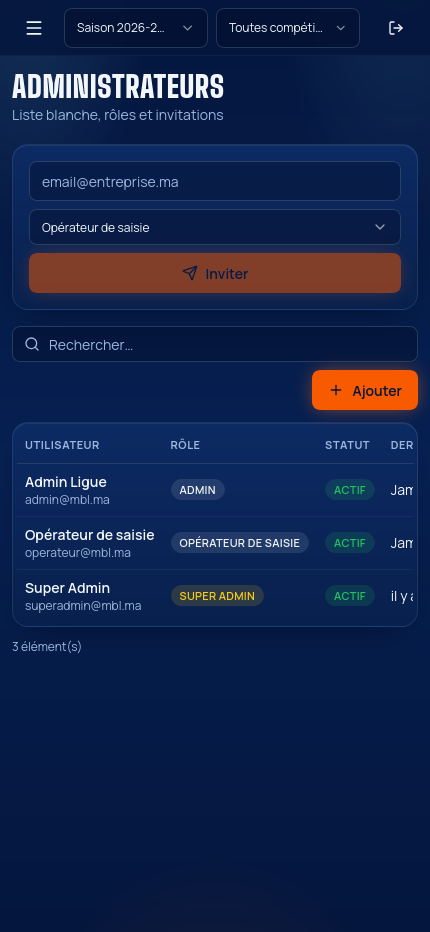 Saison 2026-2... Toutes compéti...
ADMINISTRATEURS
Liste blanche, rôles et invitations
email@entreprise.ma
Opérateur de saisie
Inviter
Rechercher...
Ajouter
UTILISATEUR RÔLE STATUT DER
Admin Ligue
admin@mbl.ma
ADMIN ACTIF Jam
Opérateur de saisie
operateur@mbl.ma
OPÉRATEUR DE SAISIE ACTIF Jam
Super Admin
superadmin@mbl.ma
SUPER ADMIN ACTIF il y a
3 élément(s)